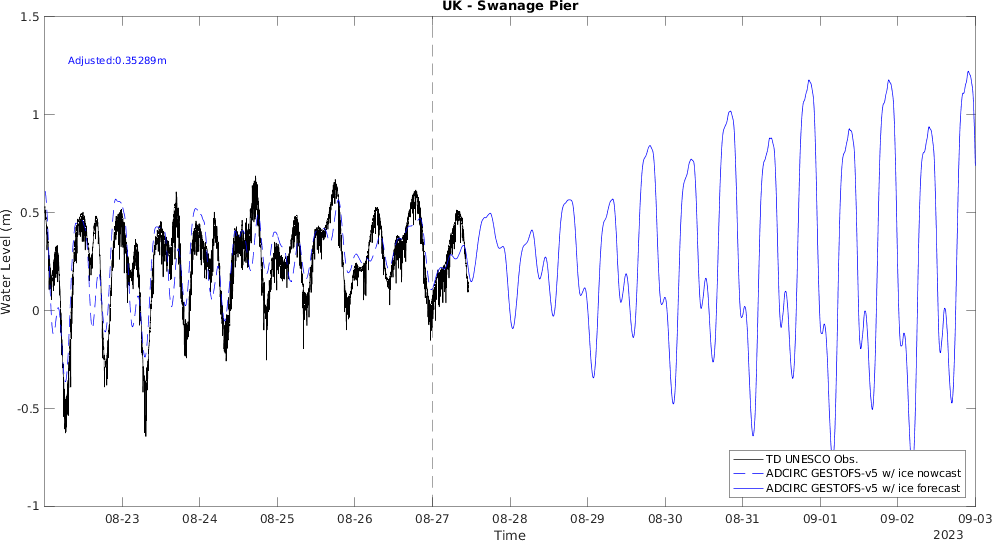 UK - Swanage Pier
Adjusted:0.35289m
Water Level (m)
1.5
1
0.5
0
-0.5
-1
08-23
08-24
08-25
08-26
08-27
08-28
08-29
08-30
08-31
09-01
09-02
09-03
Time
2023
TD UNESCO Obs.
ADCIRC GESTOFS-v5 w/ ice nowcast
ADCIRC GESTOFS-v5 w/ ice forecast